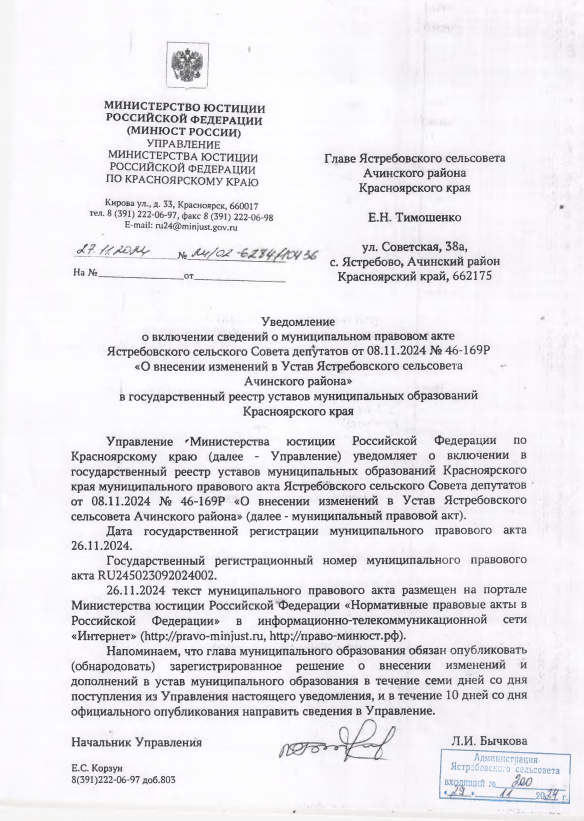 МИНИСТЕРСТВО ЮСТИЦИИ
РОССИЙСКОЙ ФЕДЕРАЦИИ
(МИНЮСТ РОССИИ)
УПРАВЛЕНИЕ
МИНИСТЕРСТВА ЮСТИЦИИ
РОССИЙСКОЙ ФЕДЕРАЦИИ
ПО КРАСНОЯРСКОМУ КРАЮ
Кирова ул., д. 33, Красноярск, 660017
тел. 8 (391) 222-06-97, факс 8 (391) 222-06-98
E-mail: ru24@minjust.gov.ru
27.11.2024 № 24/02-6284/10436
На № от
Главе Ястребовского сельсовета
Ачинского района
Красноярского края
Е.Н. Тимошенко
ул. Советская, 38а,
с. Ястребово, Ачинский район
Красноярский край, 662175
Уведомление
о включении сведений о муниципальном правовом акте
Ястребовского сельского Совета депутатов от 08.11.2024 № 46-169Р
«О внесении изменений в Устав Ястребовского сельсовета
Ачинского района»
в государственный реестр уставов муниципальных образований
Красноярского края
Управление Министерства юстиции Российской Федерации по
Красноярскому краю (далее - Управление) уведомляет о включении в
государственный реестр уставов муниципальных образований Красноярского
края муниципального правового акта Ястребовского сельского Совета депутатов
от 08.11.2024 № 46-169Р «О внесении изменений в Устав Ястребовского
сельсовета Ачинского района» (далее - муниципальный правовой акт).
Дата государственной регистрации муниципального правового акта
26.11.2024.
Государственный регистрационный номер муниципального правового
акта RU245023092024002.
26.11.2024 текст муниципального правового акта размещен на портале
Министерства юстиции Российской Федерации «Нормативные правовые акты в
Российской Федерации» в информационно-телекоммуникационной сети
«Интернет» (http://pravo-minjust.ru, http://право-минюст.рф).
Напоминаем, что глава муниципального образования обязан опубликовать
(обнародовать) зарегистрированное решение о внесении изменений и
дополнений в устав муниципального образования в течение семи дней со дня
поступления из Управления настоящего уведомления, и в течение 10 дней со дня
официального опубликования направить сведения в Управление.
Начальник Управления Л.И. Бычкова
Е.С. Корзун
8(391)222-06-97 доб.803
Администрация
Ястребовского сельсовета
входящий № 200
«29» 11 2024 г.